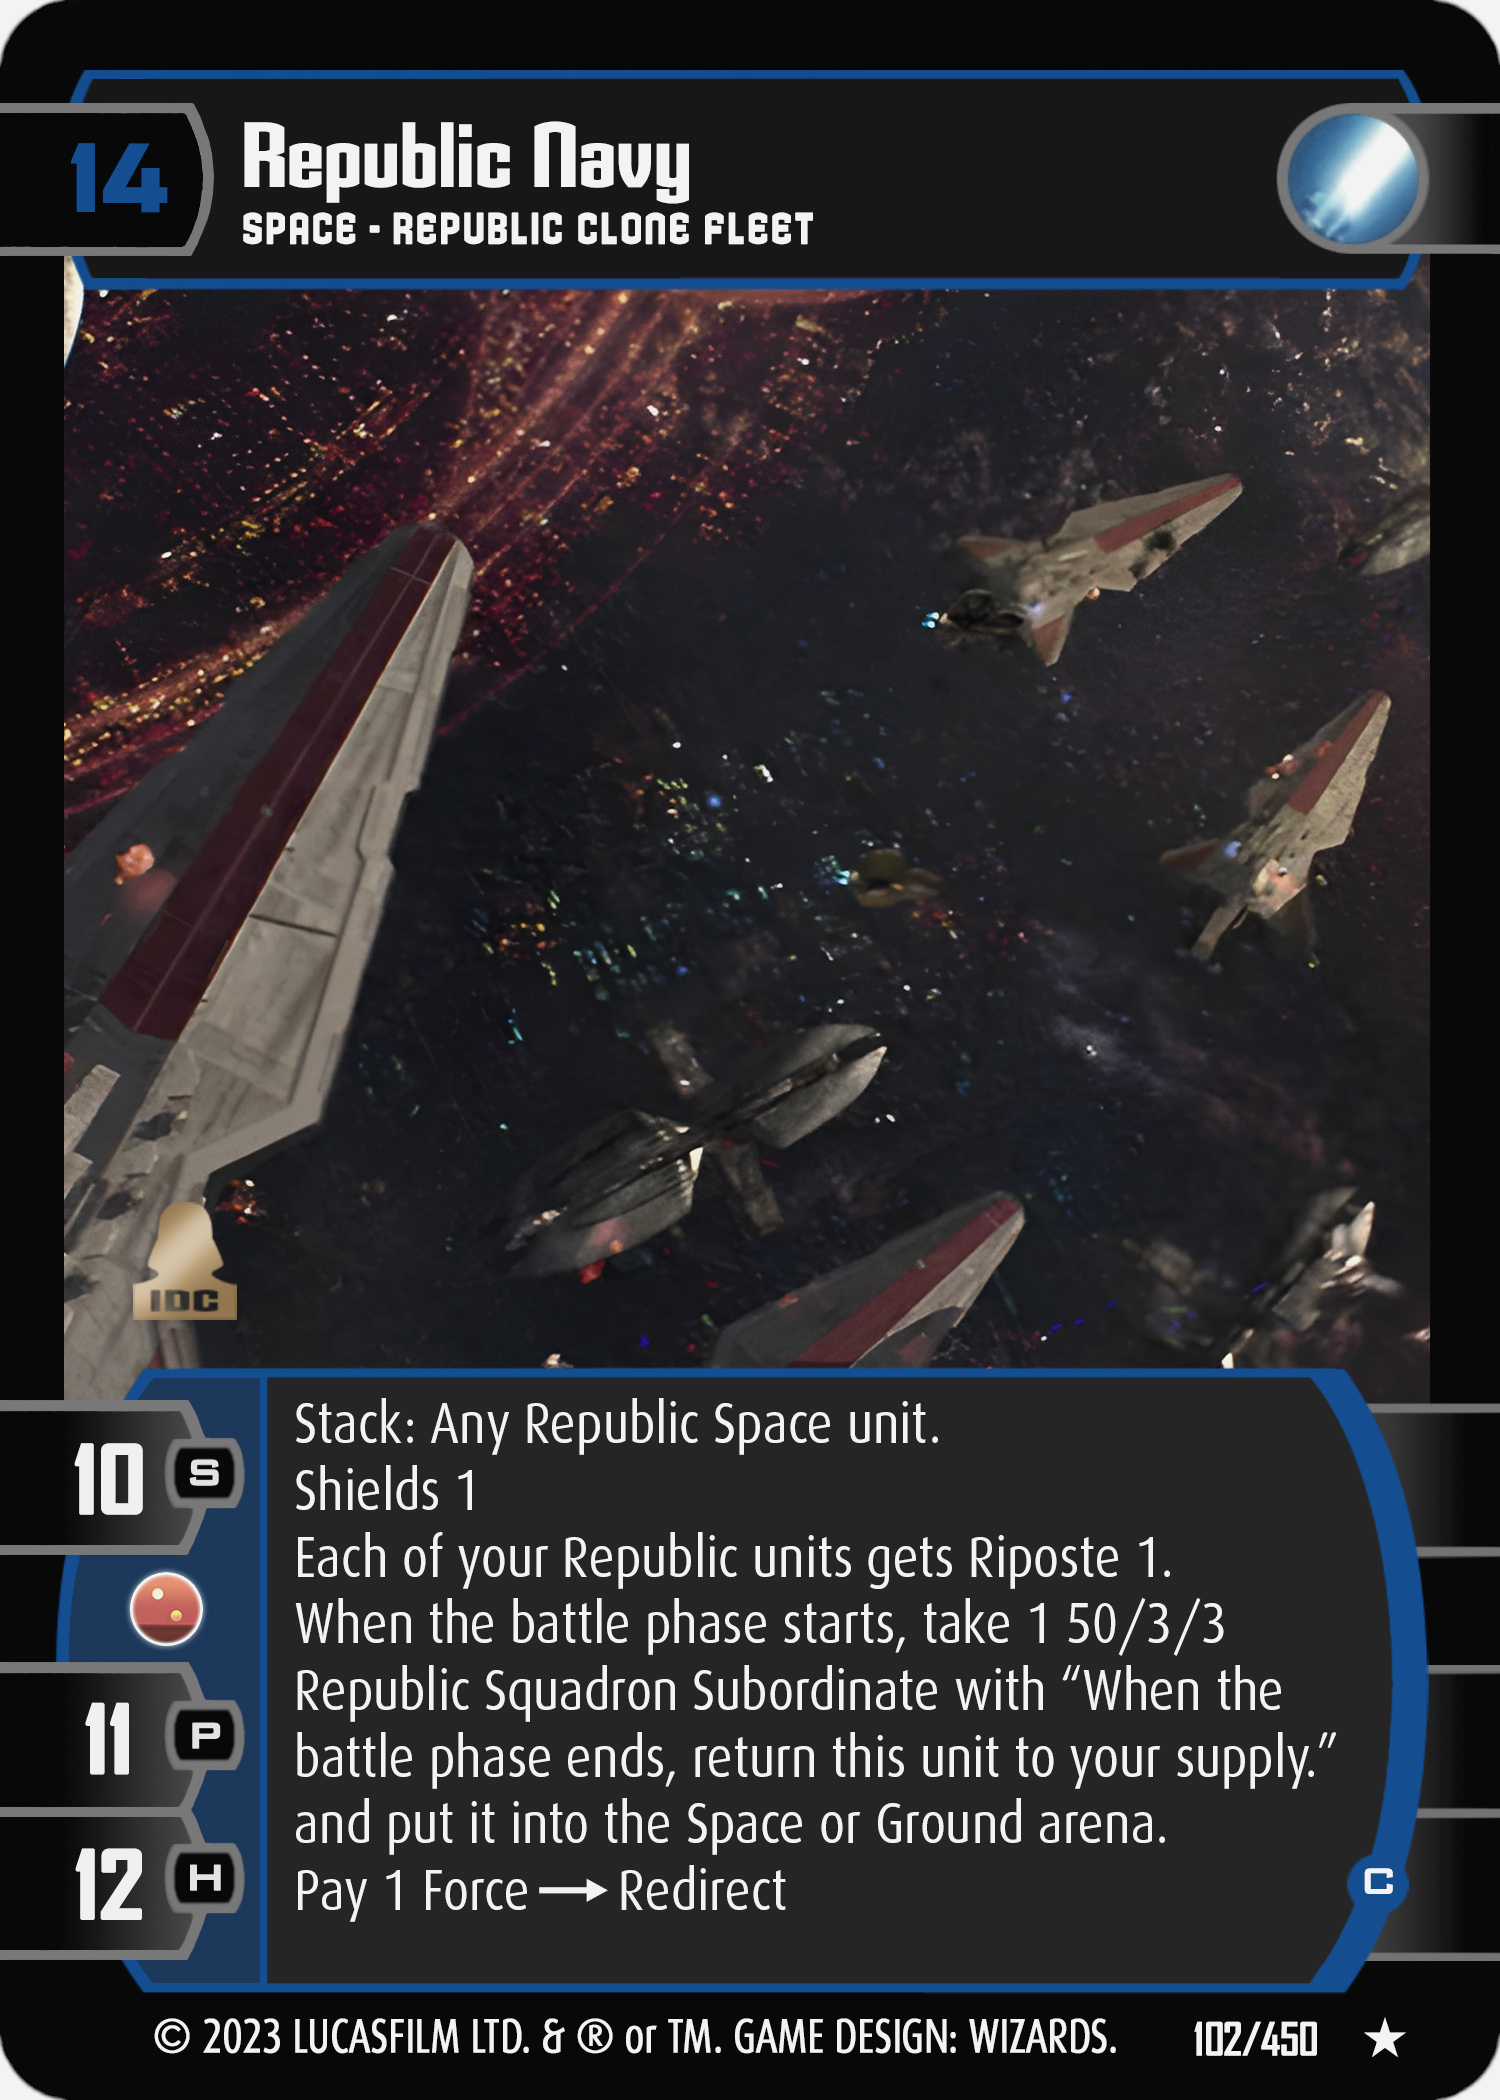 14
Republic Navy
SPACE - REPUBLIC CLONE FLEET
IDC
10 S
11 P
12 H
Stack: Any Republic Space unit.
Shields 1
Each of your Republic units gets Riposte 1.
When the battle phase starts, take 1 50/3/3
Republic Squadron Subordinate with “When the
battle phase ends, return this unit to your supply.”
and put it into the Space or Ground arena.
Pay 1 Force → Redirect
C
© 2023 LUCASFILM LTD. & ® or TM. GAME DESIGN: WIZARDS. 102/450 ★